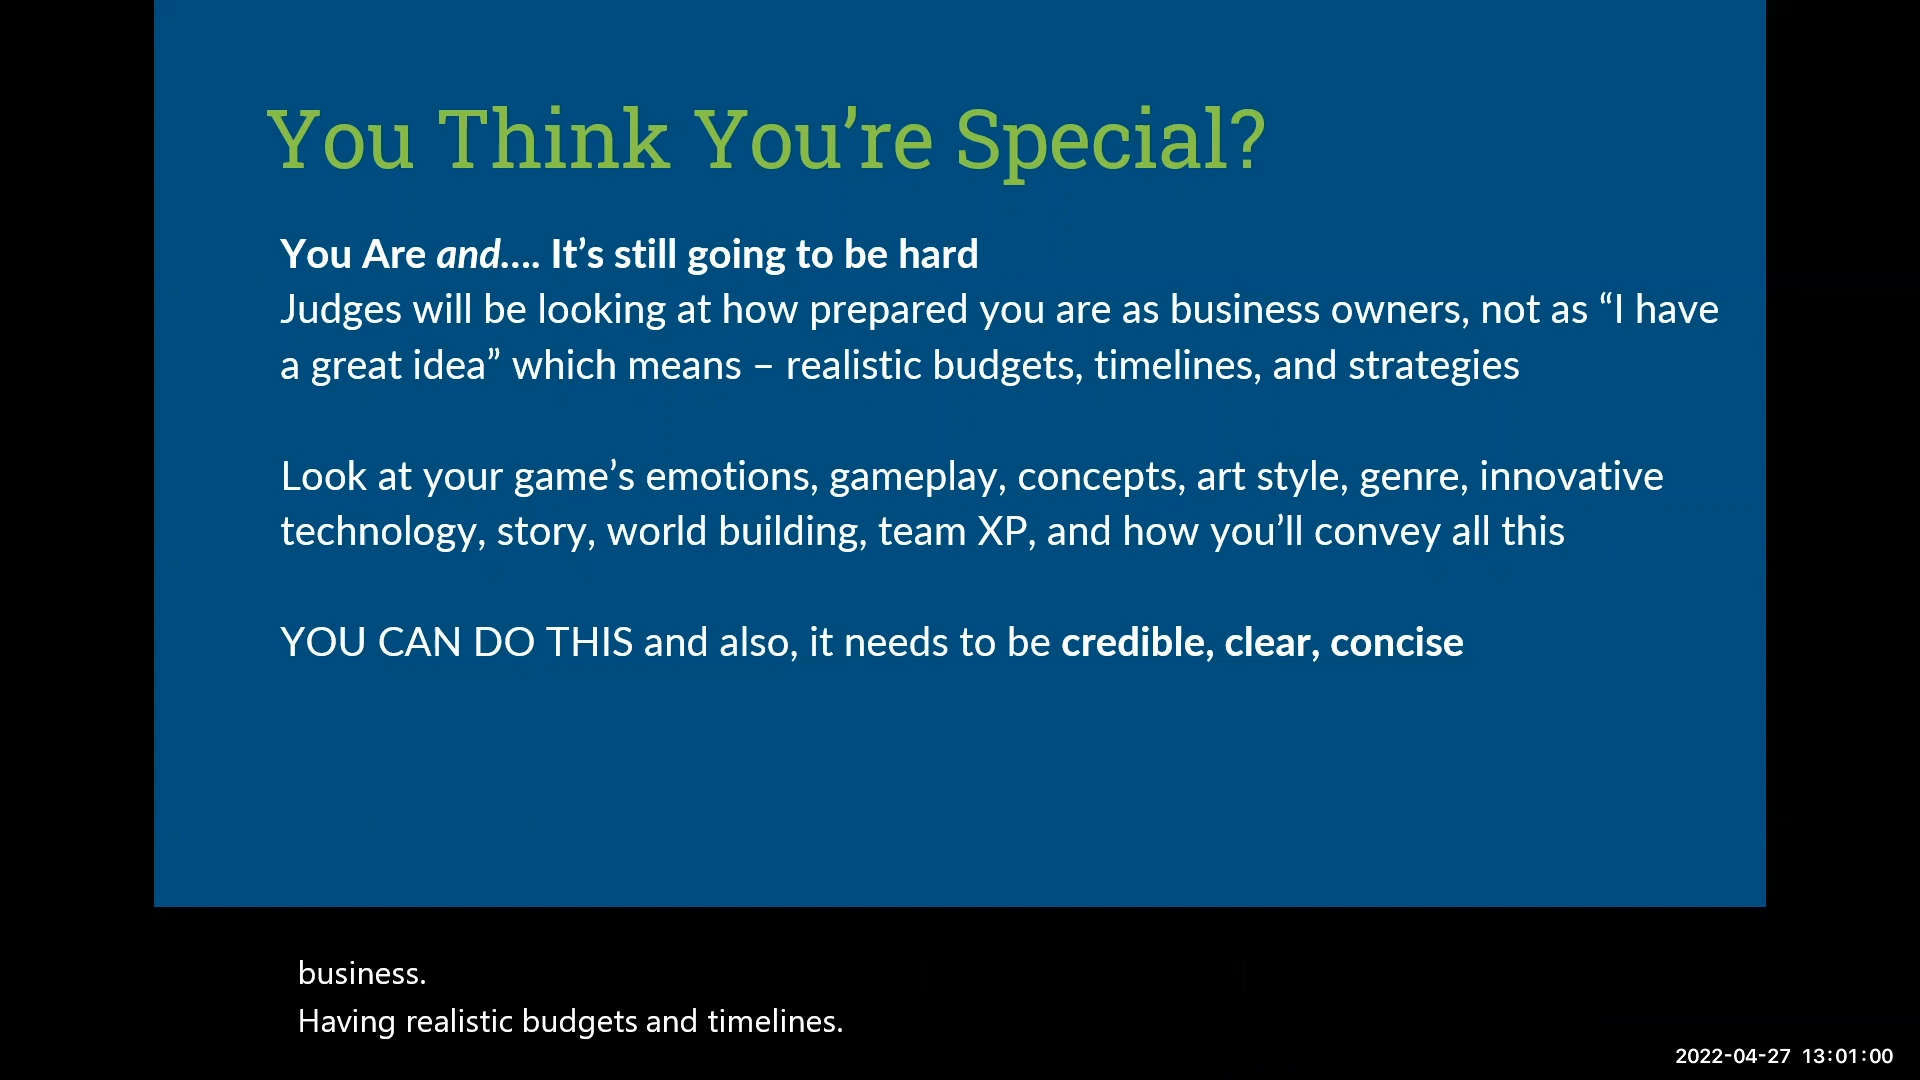 You Think You’re Special?
You Are and.... It’s still going to be hard
Judges will be looking at how prepared you are as business owners, not as “I have
a great idea” which means – realistic budgets, timelines, and strategies
Look at your game’s emotions, gameplay, concepts, art style, genre, innovative
technology, story, world building, team XP, and how you’ll convey all this
YOU CAN DO THIS and also, it needs to be credible, clear, concise
business.
Having realistic budgets and timelines.
2022-04-27 13:01:00